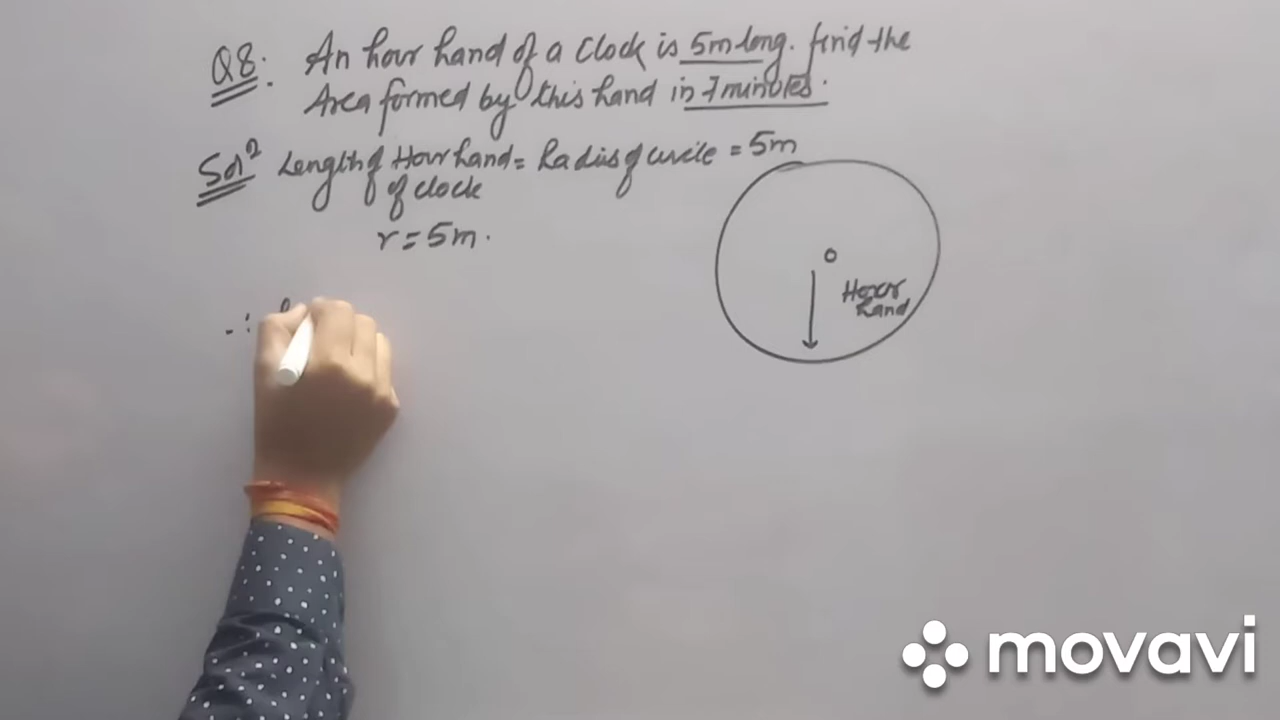 Q8: An hour hand of a Clock is 5m long. find the
Area formed by this hand in 7 minutes.
Solⁿ Length of Hour hand = Radius of circle = 5m
of clock
r = 5m.
O
Hour
hand
∴
movavi